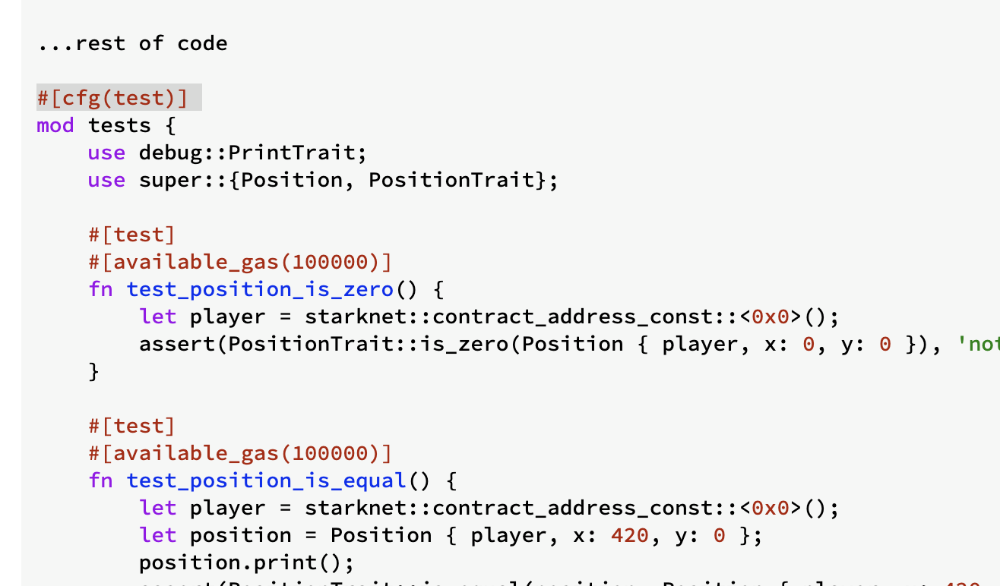 ...rest of code
#[cfg(test)]
mod tests {
use debug::PrintTrait;
use super::{Position, PositionTrait};
#[test]
#[available_gas(100000)]
fn test_position_is_zero() {
let player = starknet::contract_address_const::<0x0>();
assert(PositionTrait::is_zero(Position { player, x: 0, y: 0 }), 'not
}
#[test]
#[available_gas(100000)]
fn test_position_is_equal() {
let player = starknet::contract_address_const::<0x0>();
let position = Position { player, x: 420, y: 0 };
position.print();